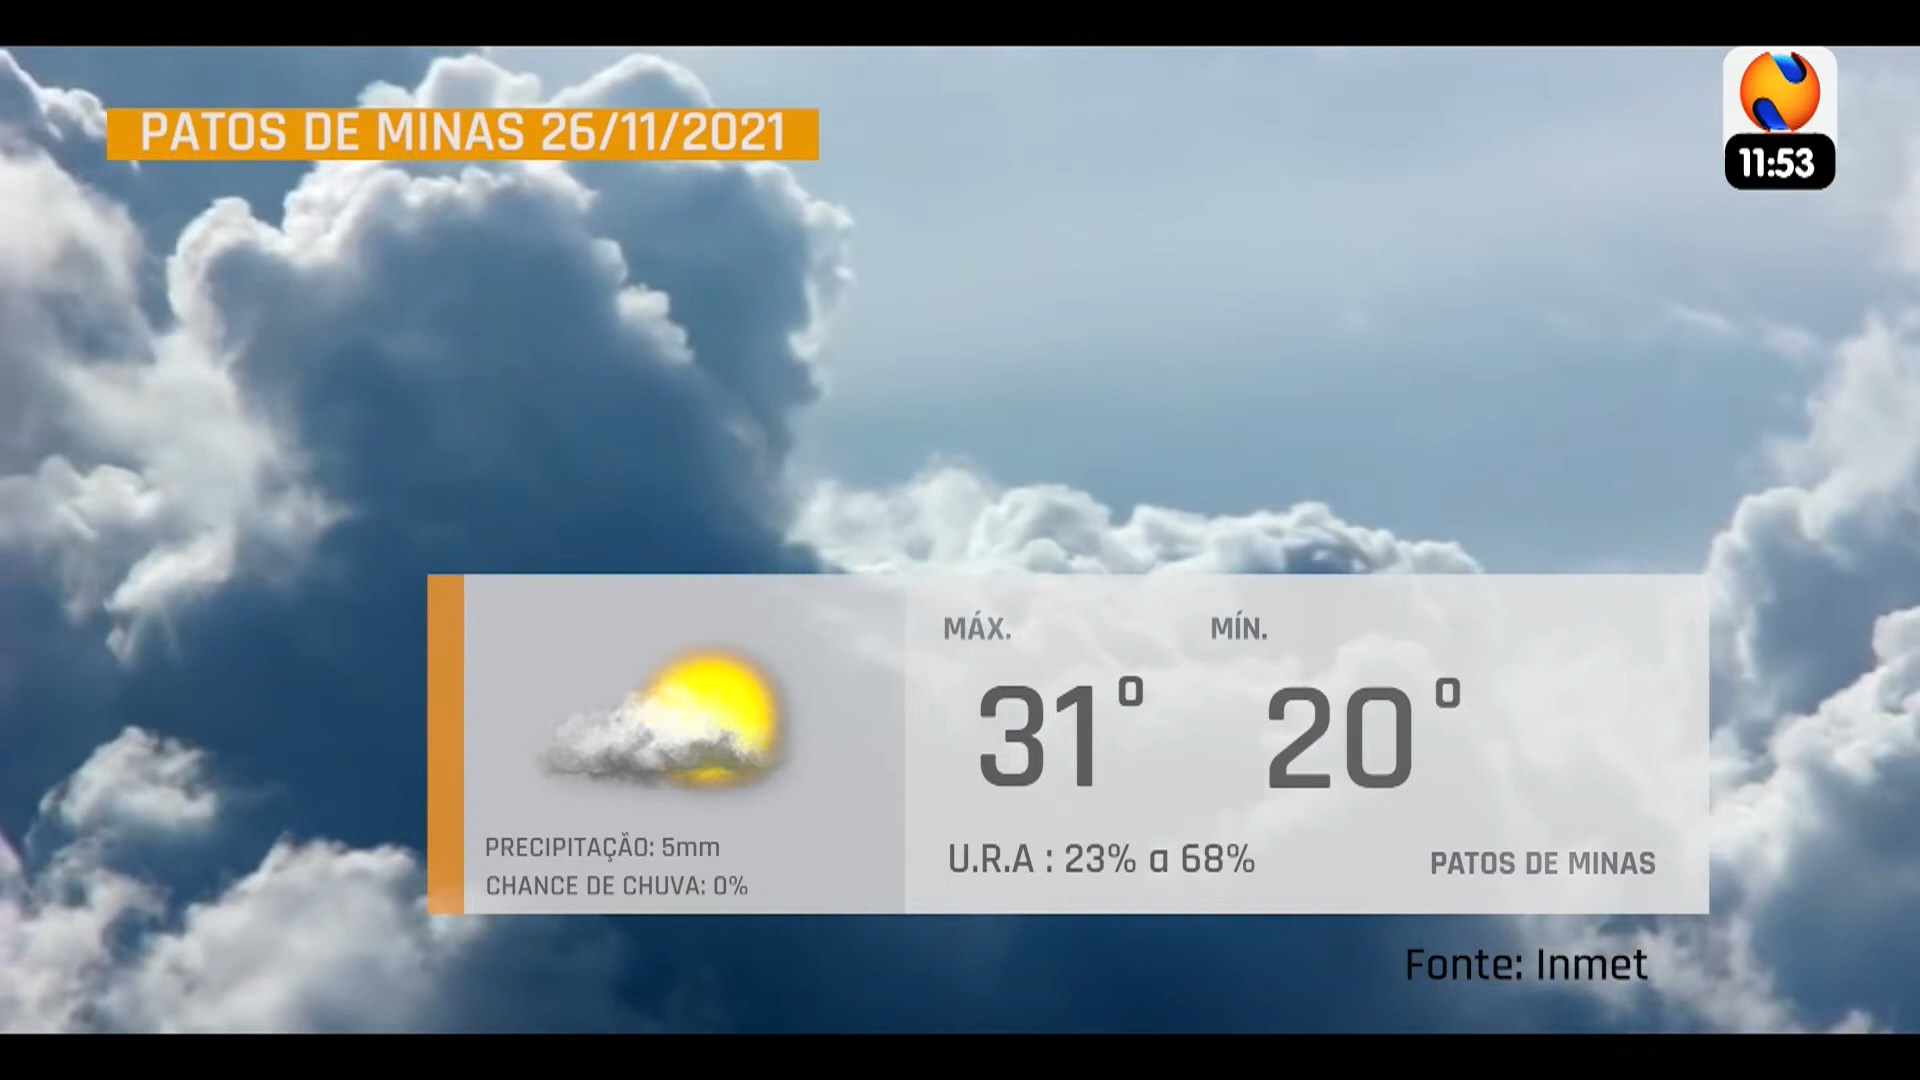 PATOS DE MINAS 26/11/2021
11:53
MÁX.
MÍN.
31°
20°
PRECIPITAÇÃO: 5mm
CHANCE DE CHUVA: 0%
U.R.A : 23% a 68%
PATOS DE MINAS
Fonte: Inmet